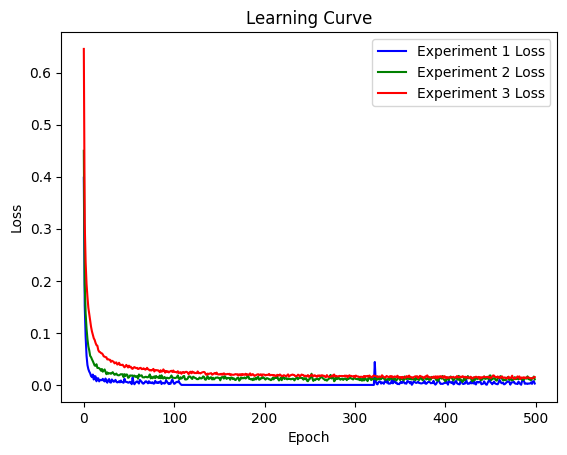 Learning Curve
Experiment 1 Loss
Experiment 2 Loss
Experiment 3 Loss
Loss
0.6
0.5
0.4
0.3
0.2
0.1
0.0
0 100 200 300 400 500
Epoch